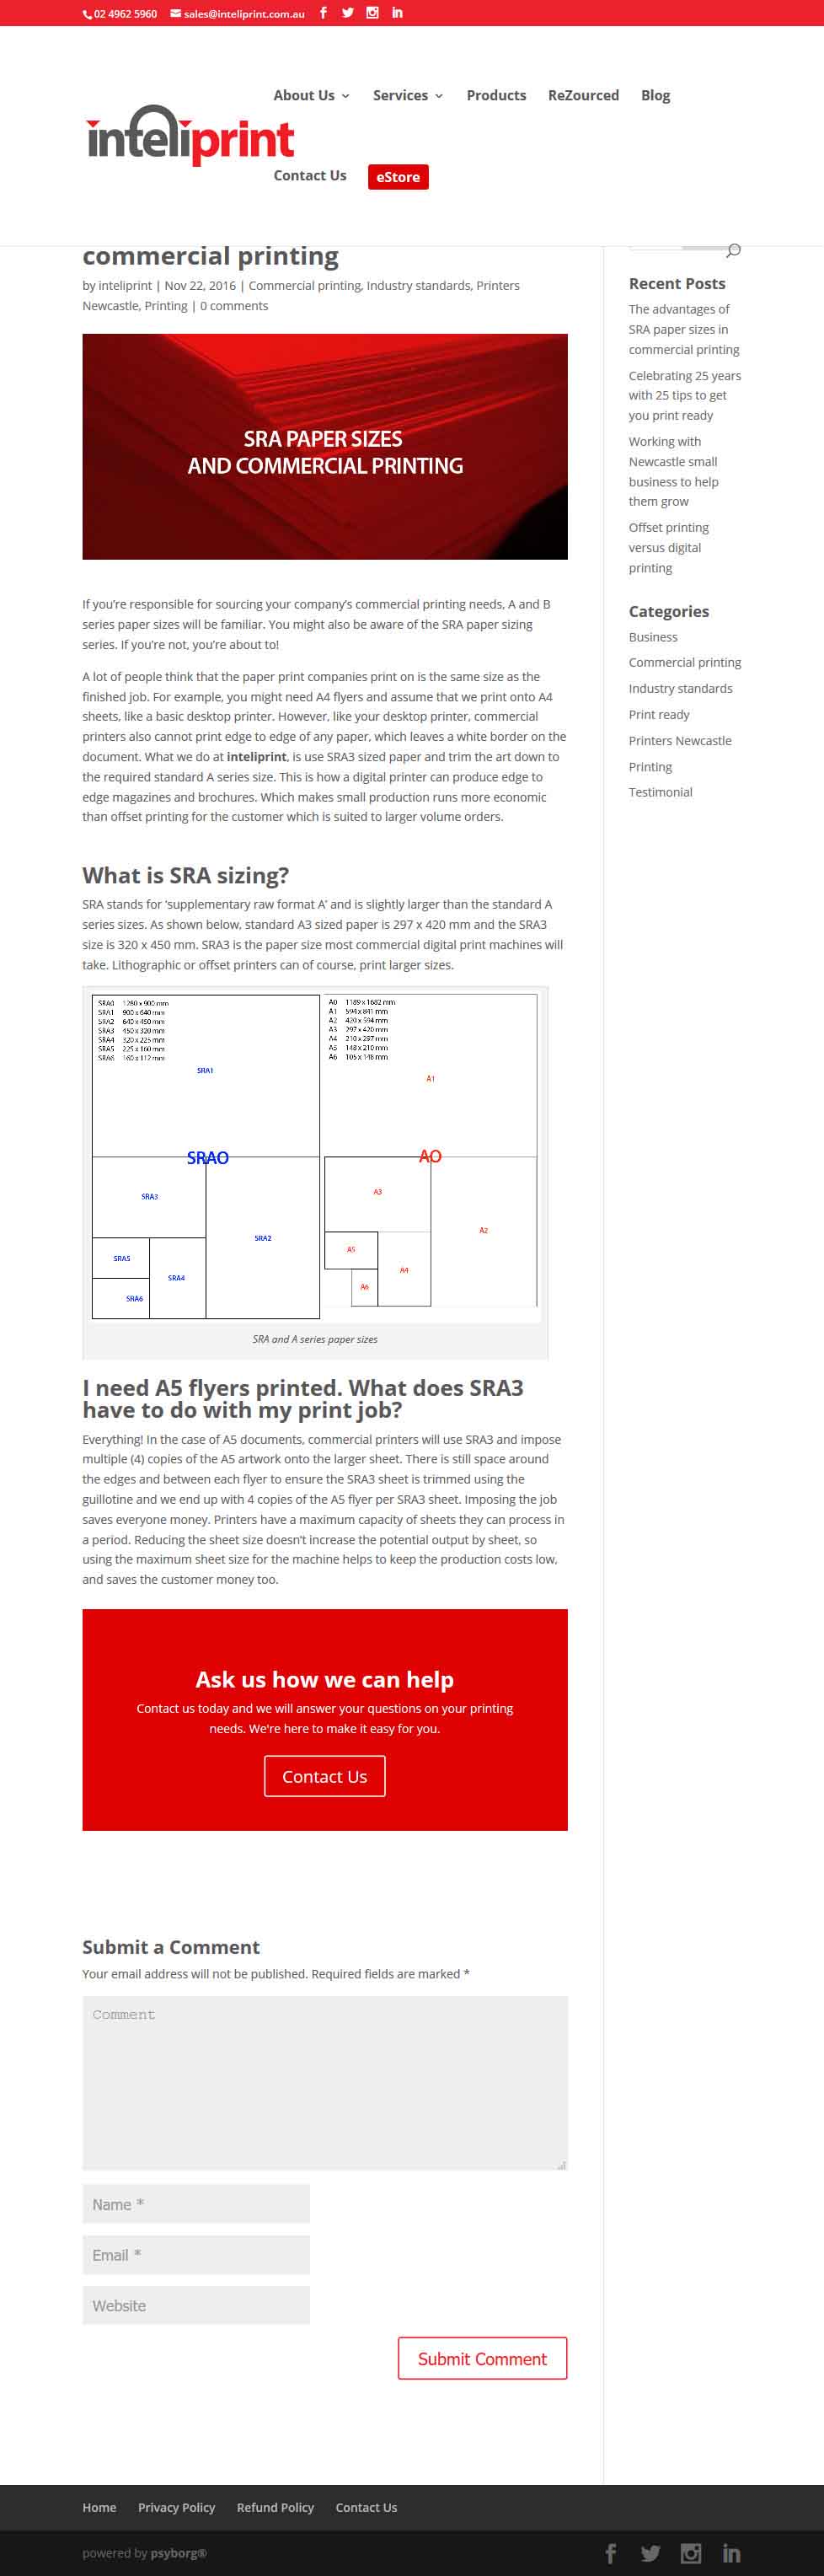 02 4962 5960 sales@inteliprint.com.au
About Us Services Products ReZourced Blog
inteliprint
Contact Us eStore
commercial printing
by inteliprint | Nov 22, 2016 | Commercial printing, Industry standards, Printers
Newcastle, Printing | 0 comments
SRA PAPER SIZES
AND COMMERCIAL PRINTING
If you’re responsible for sourcing your company’s commercial printing needs, A and B
series paper sizes will be familiar. You might also be aware of the SRA paper sizing
series. If you’re not, you’re about to!
A lot of people think that the paper print companies print on is the same size as the
finished job. For example, you might need A4 flyers and assume that we print onto A4
sheets, like a basic desktop printer. However, like your desktop printer, commercial
printers also cannot print edge to edge of any paper, which leaves a white border on the
document. What we do at inteliprint, is use SRA3 sized paper and trim the art down to
the required standard A series size. This is how a digital printer can produce edge to
edge magazines and brochures. Which makes small production runs more economic
than offset printing for the customer which is suited to larger volume orders.
What is SRA sizing?
SRA stands for ‘supplementary raw format A’ and is slightly larger than the standard A
series sizes. As shown below, standard A3 sized paper is 297 x 420 mm and the SRA3
size is 320 x 450 mm. SRA3 is the paper size most commercial digital print machines will
take. Lithographic or offset printers can of course, print larger sizes.
SRA0 1280 x 900 mm
SRA1 900 x 640 mm
SRA2 640 x 450 mm
SRA3 450 x 320 mm
SRA4 320 x 225 mm
SRA5 225 x 160 mm
SRA6 160 x 112 mm
SRA1
SRAO
SRA3
SRA2
SRA5
SRA4
SRA6
A0 1189 x 1682 mm
A1 594 x 841 mm
A2 420 x 594 mm
A3 297 x 420 mm
A4 210 x 297 mm
A5 148 x 210 mm
A6 105 x 148 mm
A1
AO
A3
A2
A5
A4
A6
SRA and A series paper sizes
I need A5 flyers printed. What does SRA3
have to do with my print job?
Everything! In the case of A5 documents, commercial printers will use SRA3 and impose
multiple (4) copies of the A5 artwork onto the larger sheet. There is still space around
the edges and between each flyer to ensure the SRA3 sheet is trimmed using the
guillotine and we end up with 4 copies of the A5 flyer per SRA3 sheet. Imposing the job
saves everyone money. Printers have a maximum capacity of sheets they can process in
a period. Reducing the sheet size doesn’t increase the potential output by sheet, so
using the maximum sheet size for the machine helps to keep the production costs low,
and saves the customer money too.
Ask us how we can help
Contact us today and we will answer your questions on your printing
needs. We're here to make it easy for you.
Contact Us
Submit a Comment
Your email address will not be published. Required fields are marked *
Comment
Name *
Email *
Website
Submit Comment
Recent Posts
The advantages of
SRA paper sizes in
commercial printing
Celebrating 25 years
with 25 tips to get
you print ready
Working with
Newcastle small
business to help
them grow
Offset printing
versus digital
printing
Categories
Business
Commercial printing
Industry standards
Print ready
Printers Newcastle
Printing
Testimonial
Home Privacy Policy Refund Policy Contact Us
powered by psyborg®